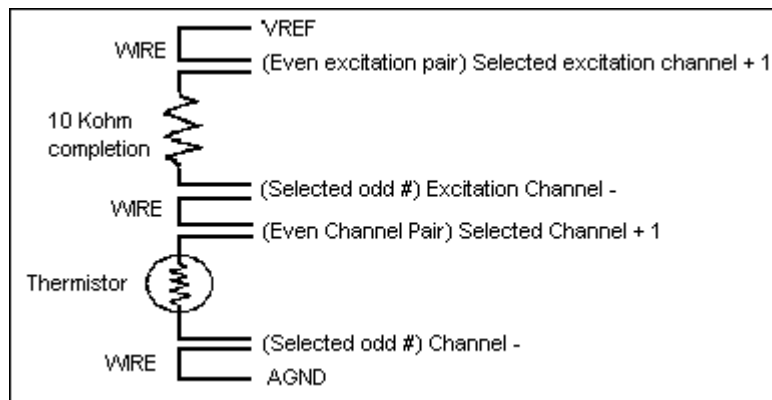 VREF
WIRE
(Even excitation pair) Selected excitation channel + 1
10 Kohm
completion
(Selected odd #) Excitation Channel -
WIRE
(Even Channel Pair) Selected Channel + 1
Thermistor
(Selected odd #) Channel -
WIRE
AGND